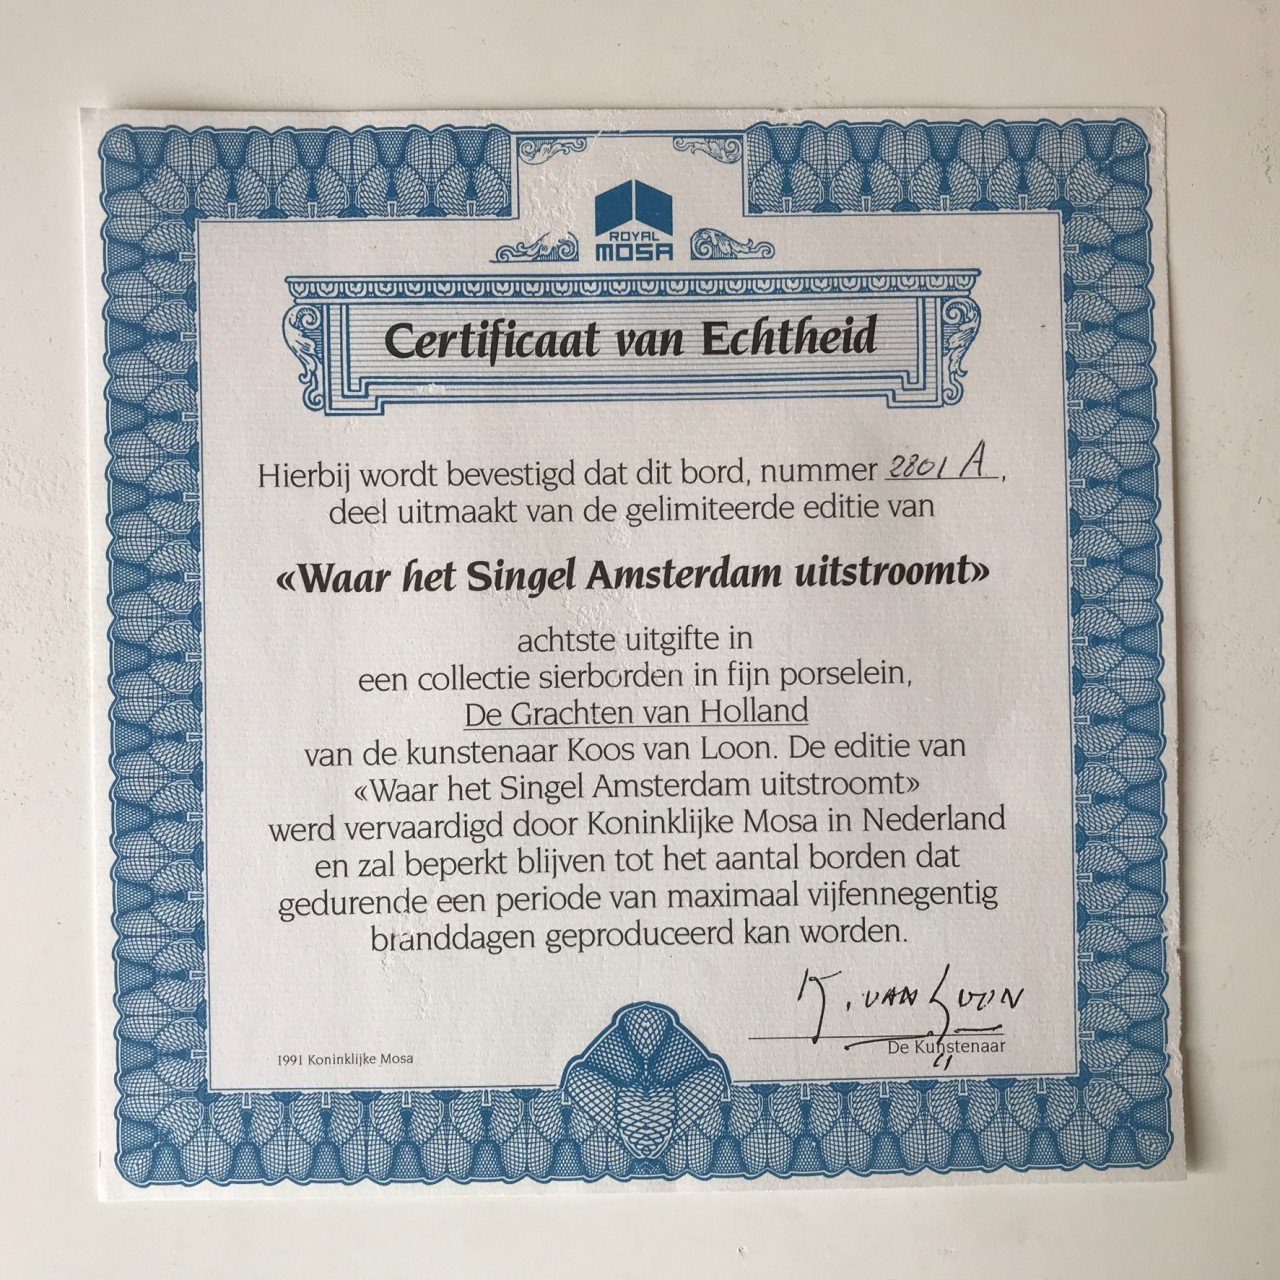 ROYAL
MOSA
Certificaat van Echtheid
Hierbij wordt bevestigd dat dit bord, nummer 2801 A,
deel uitmaakt van de gelimiteerde editie van
«Waar het Singel Amsterdam uitstroomt»
achtste uitgifte in
een collectie sierborden in fijn porselein,
De Grachten van Holland
van de kunstenaar Koos van Loon. De editie van
«Waar het Singel Amsterdam uitstroomt»
werd vervaardigd door Koninklijke Mosa in Nederland
en zal beperkt blijven tot het aantal borden dat
gedurende een periode van maximaal vijfennegentig
branddagen geproduceerd kan worden.
K. VAN LOON
De Kunstenaar
1991 Koninklijke Mosa